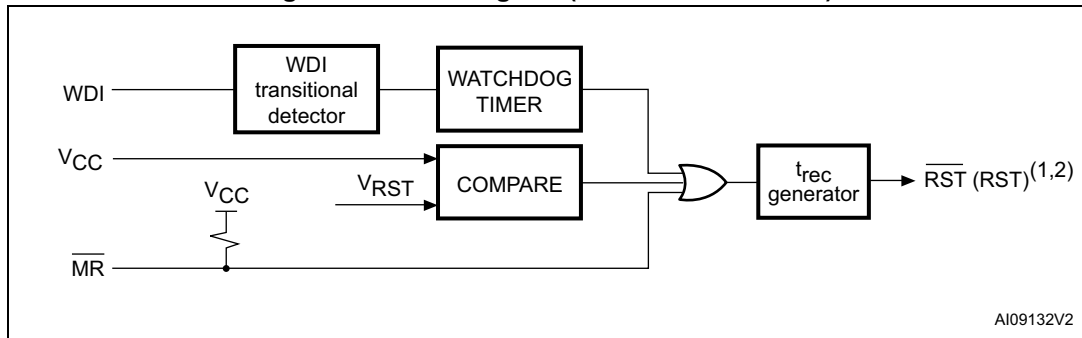 WDI
WDI
transitional
detector
WATCHDOG
TIMER
VCC
VRST
COMPARE
VCC
MR
trec
generator
RST (RST)(1,2)
AI09132V2